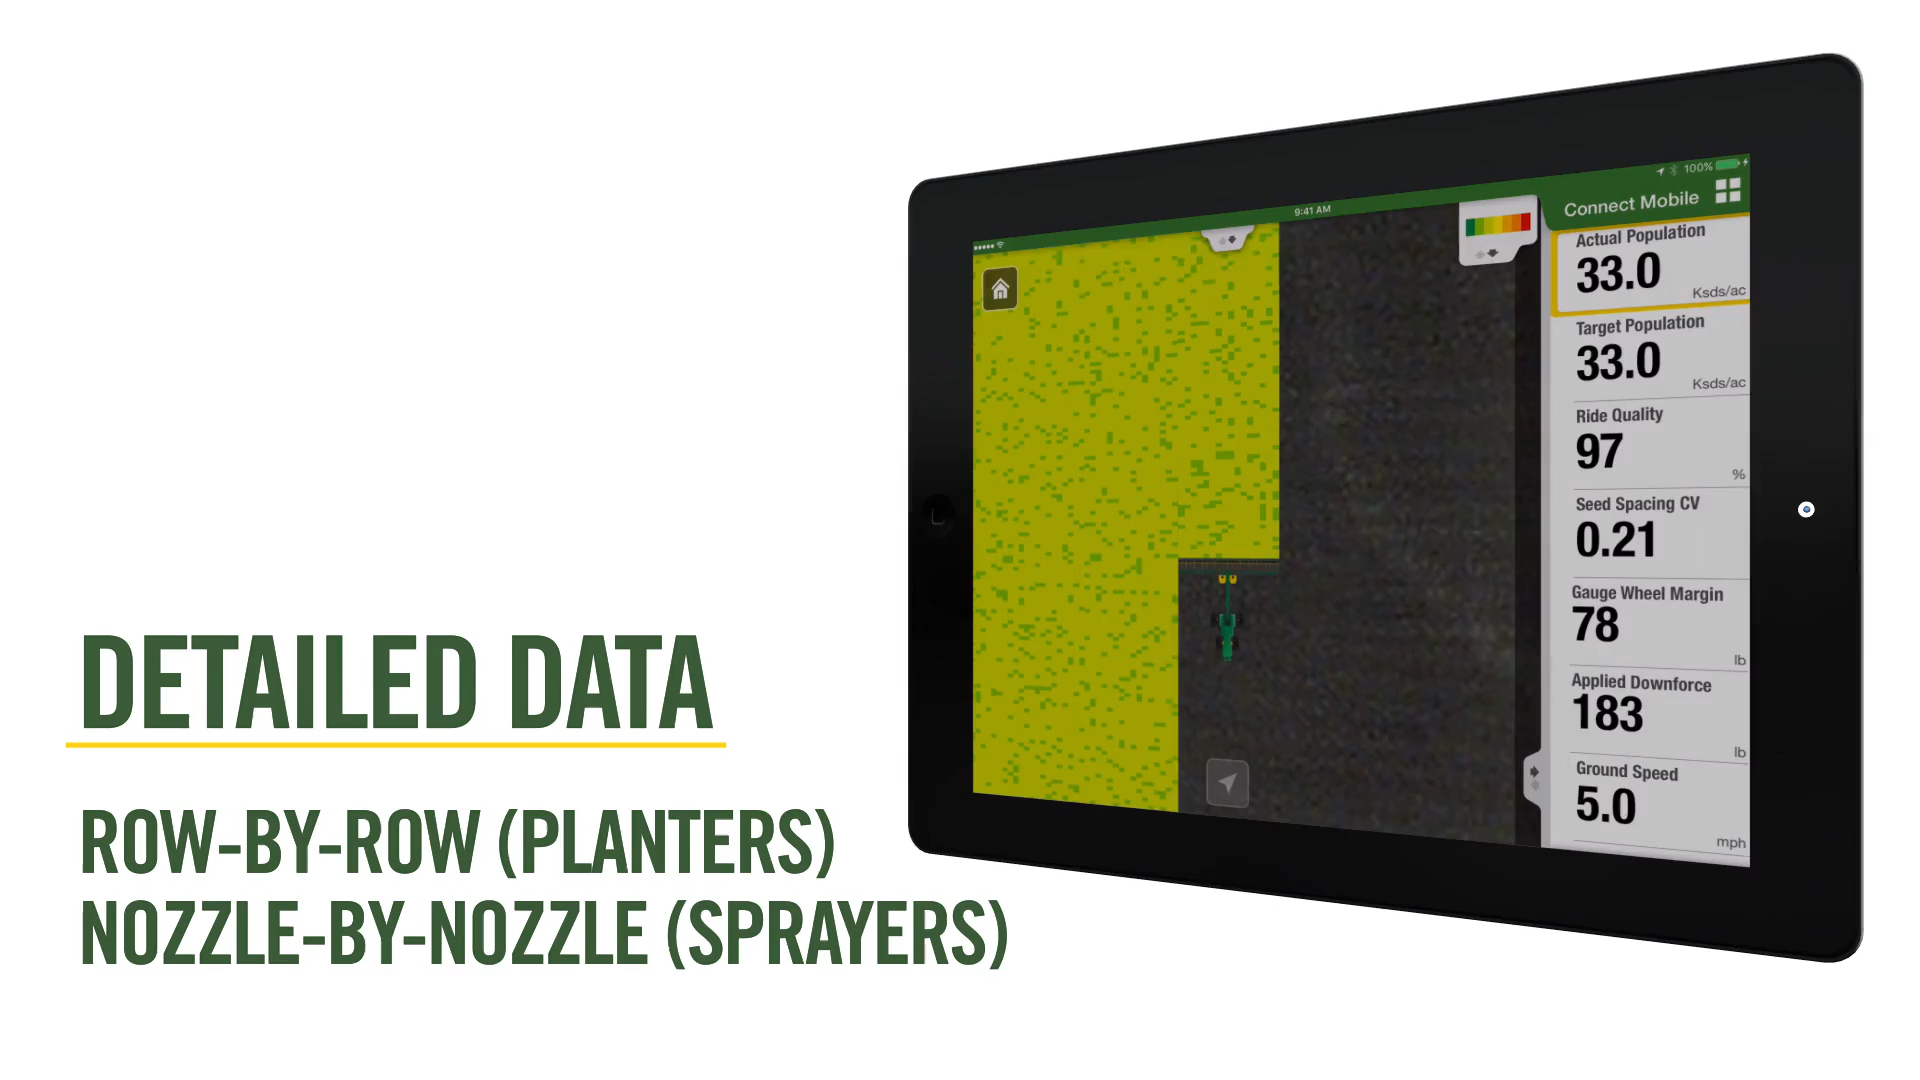 DETAILED DATA
ROW-BY-ROW (PLANTERS)
NOZZLE-BY-NOZZLE (SPRAYERS)
9:41 AM
100%
Connect Mobile
Actual Population
33.0
Ksds/ac
Target Population
33.0
Ksds/ac
Ride Quality
97
%
Seed Spacing CV
0.21
Gauge Wheel Margin
78
lb
Applied Downforce
183
lb
Ground Speed
5.0
mph